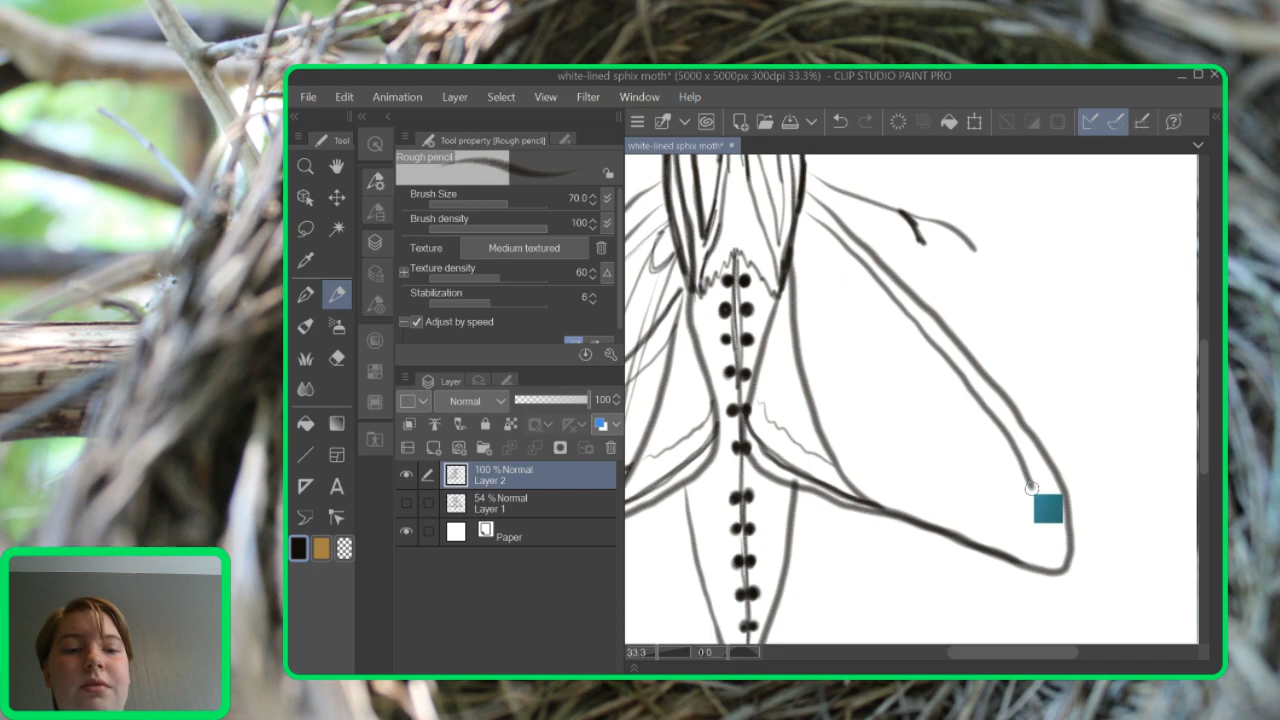 white-lined sphix moth* (5000 x 5000px 300dpi 33.3%) - CLIP STUDIO PAINT PRO
File Edit Animation Layer Select View Filter Window Help
Tool
Tool property [Rough pencil]
white-lined sphix moth*
Rough pencil
Brush Size 70.0
Brush density 100
Texture Medium textured
Texture density 60
Stabilization 6
Adjust by speed
Layer
Normal 100
100 % Normal
Layer 2
54 % Normal
Layer 1
Paper
33.3 0.0